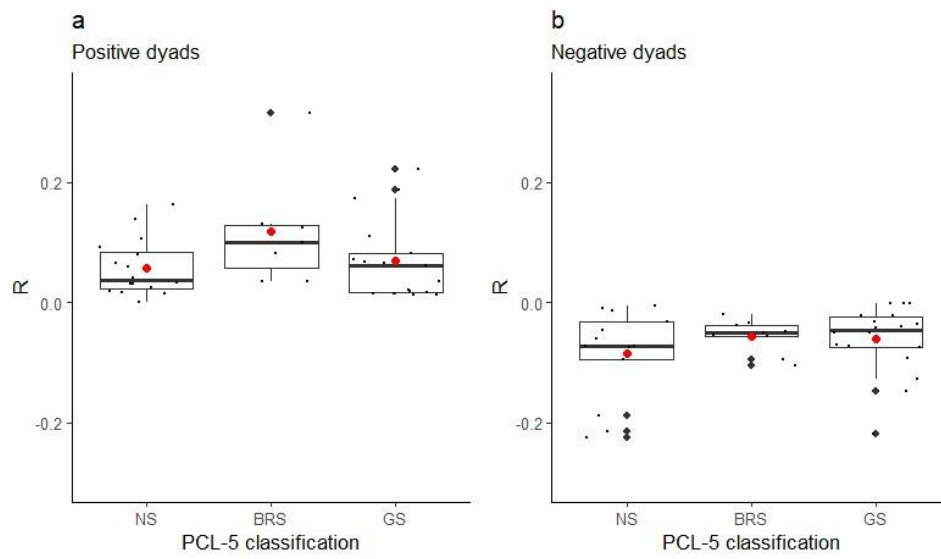 a
Positive dyads
R
0.2
0.0
-0.2
NS BRS GS
PCL-5 classification
b
Negative dyads
R
0.2
0.0
-0.2
NS BRS GS
PCL-5 classification